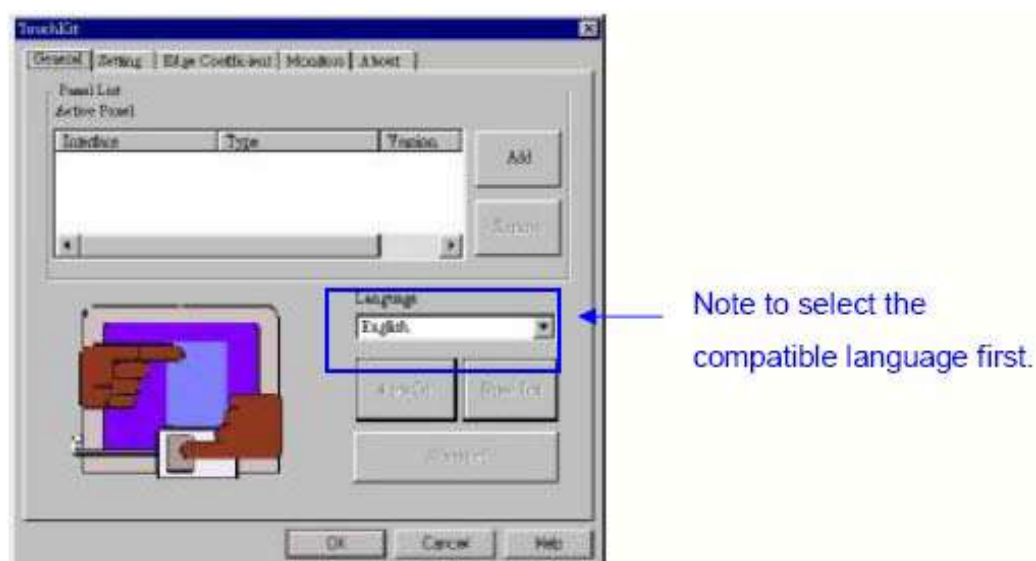 TouchKit
General Setting Edge Coefficient Monitors About
Panel List
Active Panel
Interface Type Version
Add
Language
English
Note to select the
compatible language first.
OK Cancel Help